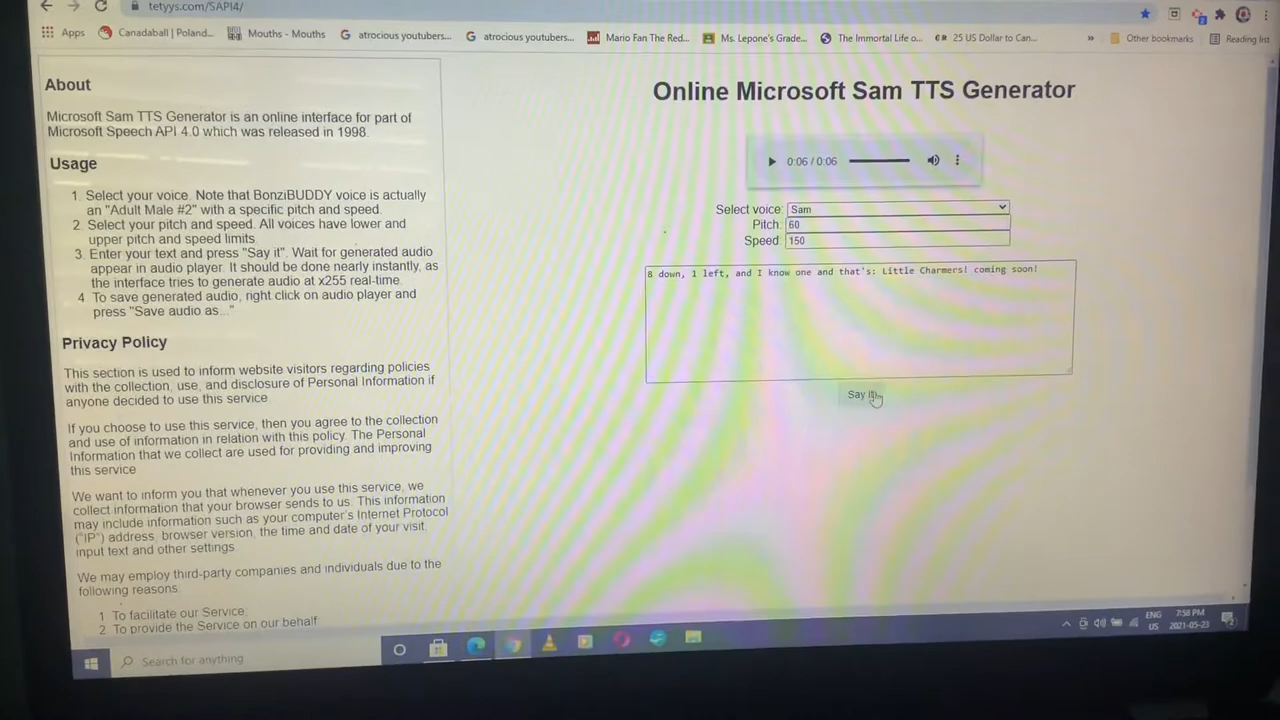 tetyys.com/SAPI4/
Apps
Canadaball | Poland...
Mouths - Mouths
atrocious youtubers...
atrocious youtubers...
Mario Fan The Red...
Ms. Lepone's Grade...
The Immortal Life o...
25 US Dollar to Can...
»
Other bookmarks
Reading list
About
Microsoft Sam TTS Generator is an online interface for part of
Microsoft Speech API 4.0 which was released in 1998.
Usage
1. Select your voice. Note that BonziBUDDY voice is actually
an "Adult Male #2" with a specific pitch and speed.
2. Select your pitch and speed. All voices have lower and
upper pitch and speed limits
3. Enter your text and press "Say it". Wait for generated audio
appear in audio player. It should be done nearly instantly, as
the interface tries to generate audio at x255 real-time.
4 To save generated audio, right click on audio player and
press "Save audio as..."
Privacy Policy
This section is used to inform website visitors regarding policies
with the collection, use, and disclosure of Personal Information if
anyone decided to use this service
If you choose to use this service, then you agree to the collection
and use of information in relation with this policy. The Personal
Information that we collect are used for providing and improving
this service
We want to inform you that whenever you use this service, we
collect information that your browser sends to us. This information
may include information such as your computer's Internet Protocol
("IP") address, browser version, the time and date of your visit,
input text and other settings
We may employ third-party companies and individuals due to the
following reasons:
1 To facilitate our Service;
2. To provide the Service on our behalf
Online Microsoft Sam TTS Generator
0:06 / 0:06
Select voice: Sam
Pitch: 60
Speed: 150
8 down, 1 left, and I know one and that's: Little Charmers! coming soon!
Say it
Search for anything
ENG
US
7:58 PM
2021-05-23